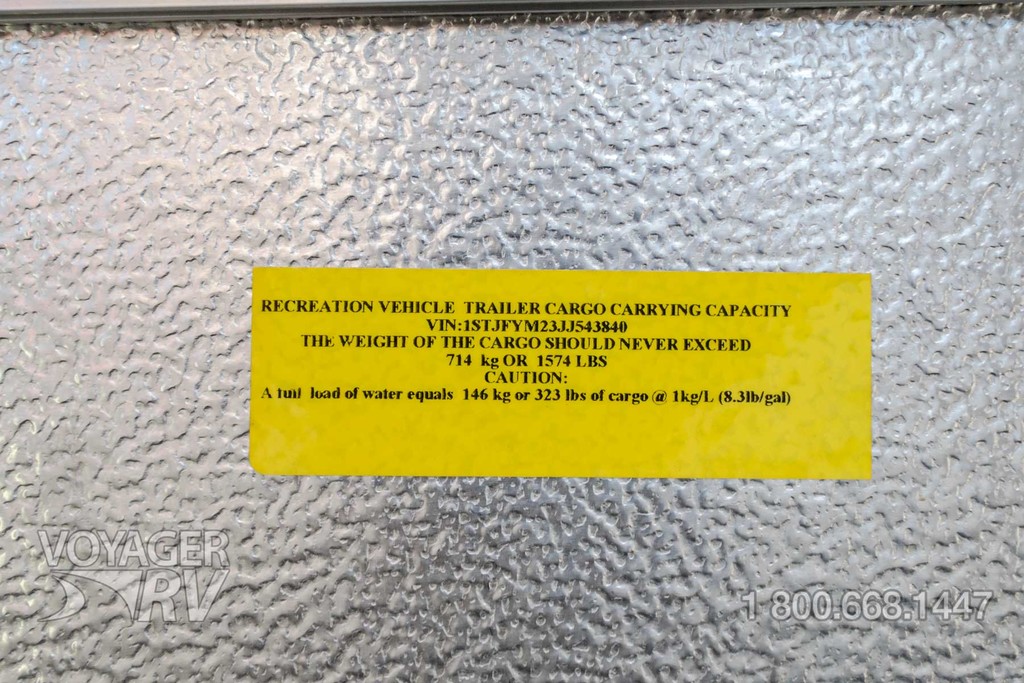 RECREATION VEHICLE TRAILER CARGO CARRYING CAPACITY
VIN:1STJFYM23JJ543840
THE WEIGHT OF THE CARGO SHOULD NEVER EXCEED
714 kg OR 1574 LBS
CAUTION:
A full load of water equals 146 kg or 323 lbs of cargo @ 1kg/L (8.3lb/gal)
VOYAGER
RV
1 800.668.1447